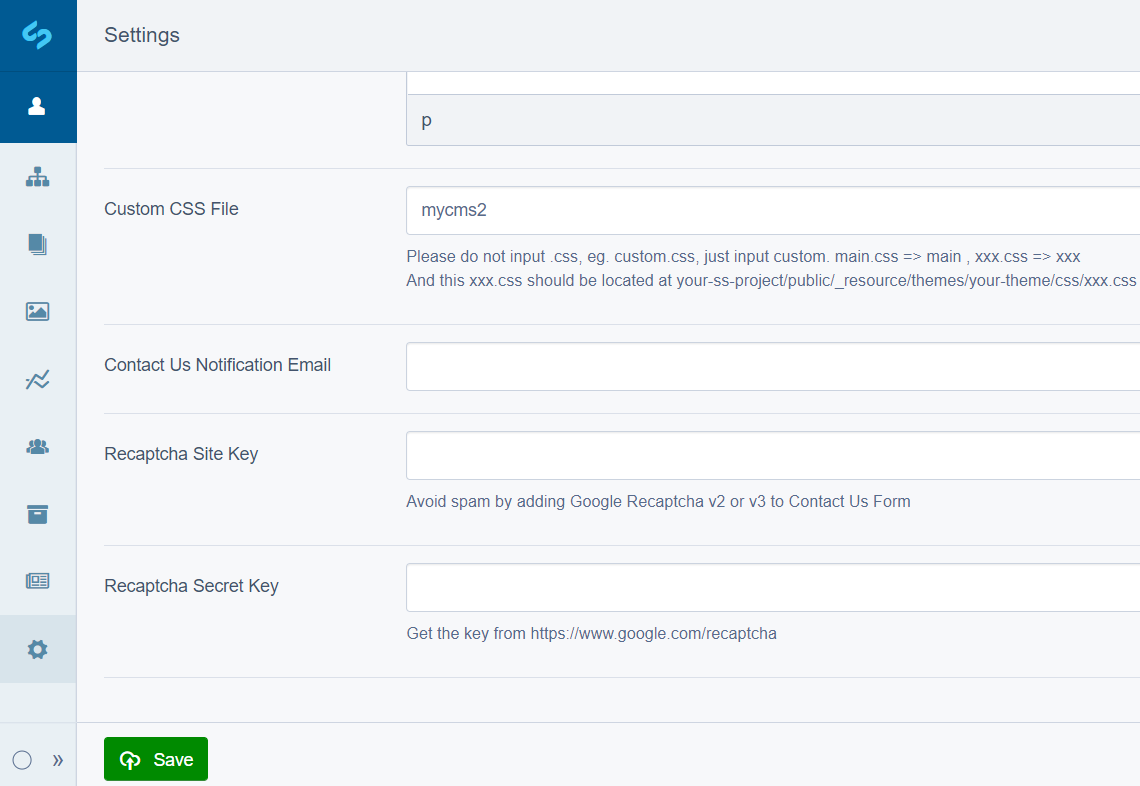 Settings
p
Custom CSS File
mycms2
Please do not input .css, eg. custom.css, just input custom. main.css => main , xxx.css => xxx
And this xxx.css should be located at your-ss-project/public/_resource/themes/your-theme/css/xxx.css
Contact Us Notification Email
Recaptcha Site Key
Avoid spam by adding Google Recaptcha v2 or v3 to Contact Us Form
Recaptcha Secret Key
Get the key from https://www.google.com/recaptcha
»
Save